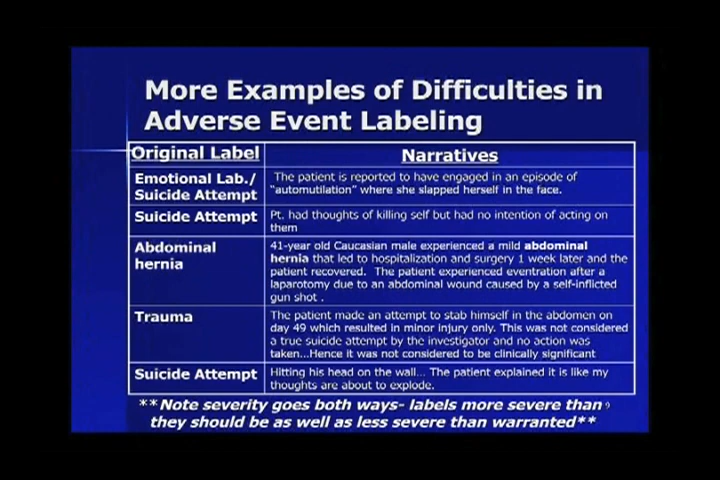 More Examples of Difficulties in
Adverse Event Labeling
Original Label
Narratives
Emotional Lab./
Suicide Attempt
The patient is reported to have engaged in an episode of
“automutilation” where she slapped herself in the face.
Suicide Attempt
Pt. had thoughts of killing self but had no intention of acting on
them
Abdominal
hernia
41-year old Caucasian male experienced a mild abdominal
hernia that led to hospitalization and surgery 1 week later and the
patient recovered. The patient experienced eventration after a
laparotomy due to an abdominal wound caused by a self-inflicted
gun shot .
Trauma
The patient made an attempt to stab himself in the abdomen on
day 49 which resulted in minor injury only. This was not considered
a true suicide attempt by the investigator and no action was
taken...Hence it was not considered to be clinically significant
Suicide Attempt
Hitting his head on the wall... The patient explained it is like my
thoughts are about to explode.
**Note severity goes both ways- labels more severe than 9
they should be as well as less severe than warranted**